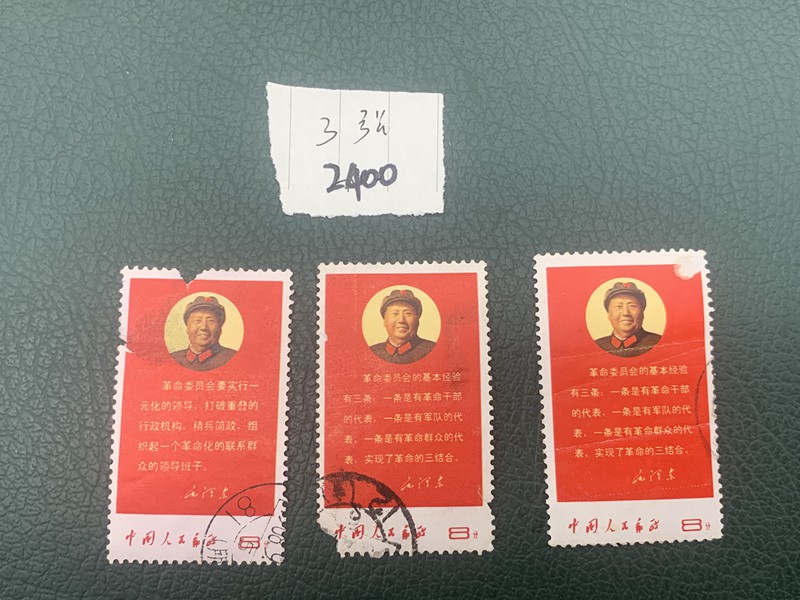 3 张
2400
革命委员会要实行一
元化的领导，打破重叠的
行政机构，精兵简政，组
织起一个革命化的联系群
众的领导班子。
毛泽东
中国人民邮政 8分
革命委员会的基本经验
有三条：一条是有革命干部
的代表，一条是有军队的代
表，一条是有革命群众的代
表，实现了革命的三结合。
毛泽东
中国人民邮政 8分
革命委员会的基本经验
有三条：一条是有革命干部
的代表，一条是有军队的代
表，一条是有革命群众的代
表，实现了革命的三结合。
毛泽东
中国人民邮政 8分